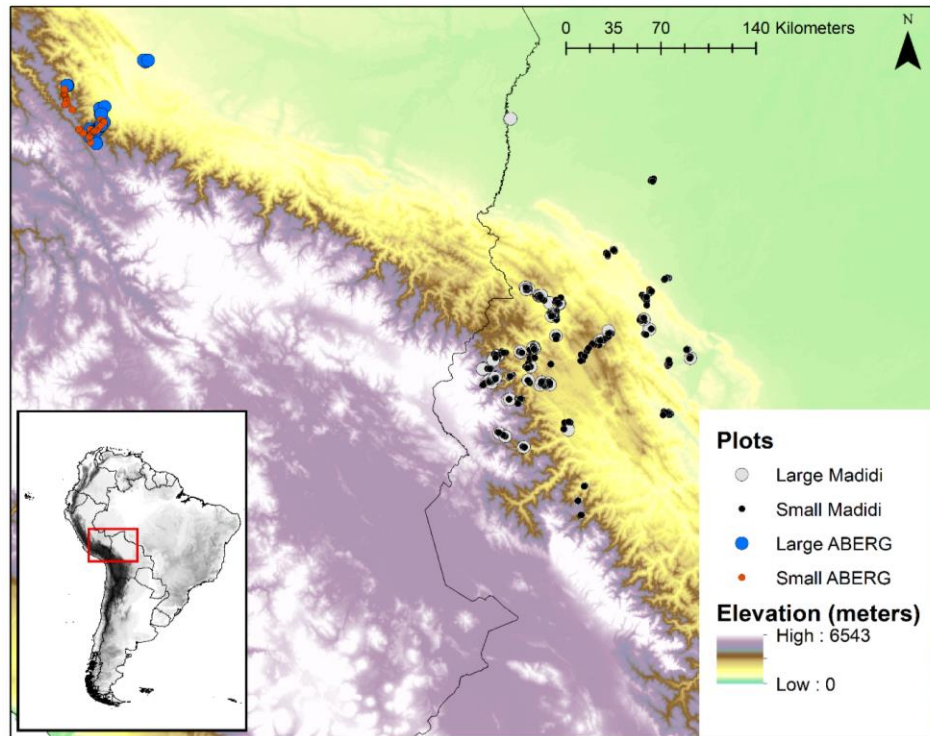 N
0 35 70 140 Kilometers
Plots
Large Madidi
Small Madidi
Large ABERG
Small ABERG
Elevation (meters)
High : 6543
Low : 0